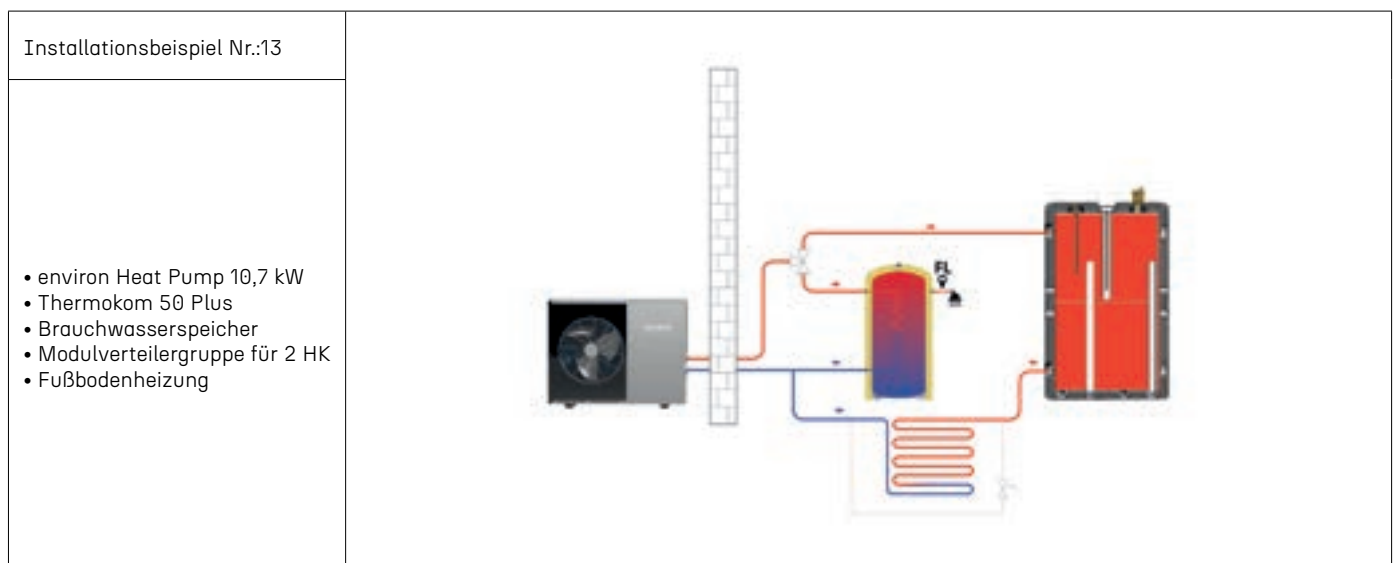 Installationsbeispiel Nr.:13
• environ Heat Pump 10,7 kW
• Thermokom 50 Plus
• Brauchwasserspeicher
• Modulverteilergruppe für 2 HK
• Fußbodenheizung